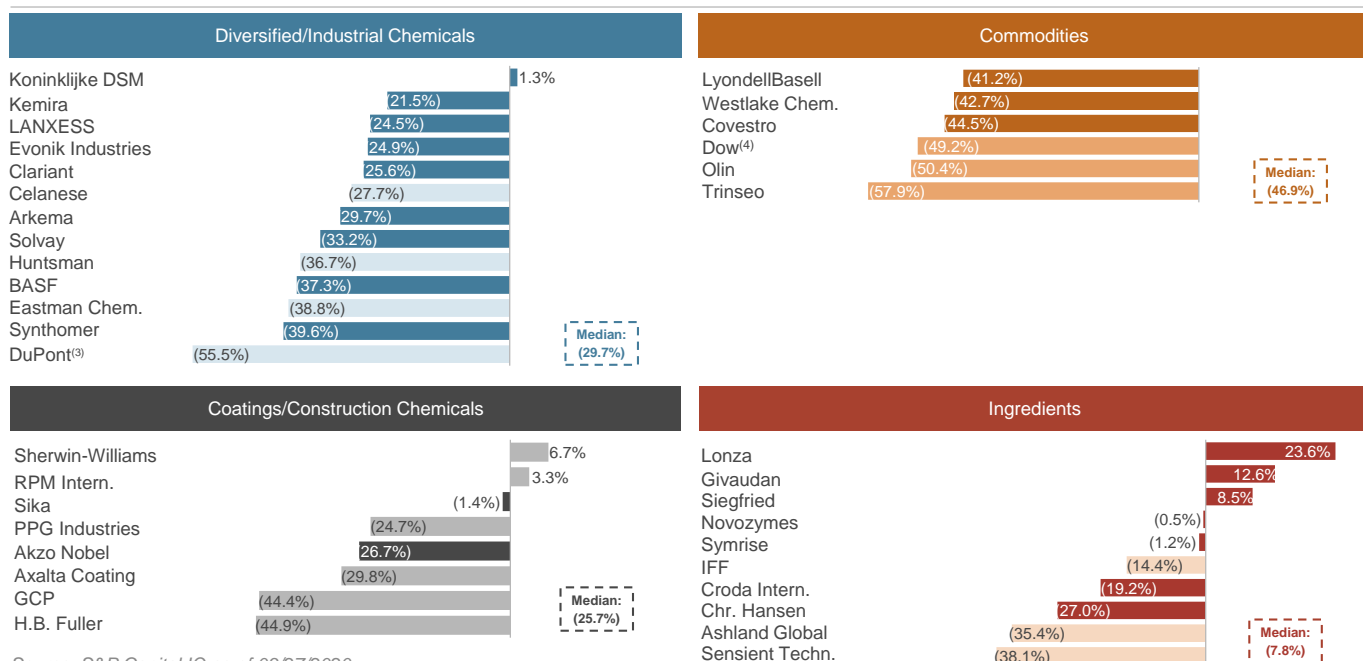 Diversified/Industrial Chemicals
Koninklijke DSM 1.3%
Kemira (21.5%)
LANXESS (24.5%)
Evonik Industries 24.9%)
Clariant 25.6%)
Celanese (27.7%)
Arkema 29.7%)
Solvay (33.2%)
Huntsman (36.7%)
BASF (37.3%)
Eastman Chem. (38.8%)
Synthomer (39.6%)
DuPont(3) (55.5%)
Median:
(29.7%)
Commodities
LyondellBasell (41.2%)
Westlake Chem. (42.7%)
Covestro (44.5%)
Dow(4) (49.2%)
Olin (50.4%)
Trinseo (57.9%)
Median:
(46.9%)
Coatings/Construction Chemicals
Sherwin-Williams 6.7%
RPM Intern. 3.3%
Sika (1.4%)
PPG Industries (24.7%)
Akzo Nobel (26.7%)
Axalta Coating (29.8%)
GCP (44.4%)
H.B. Fuller (44.9%)
Median:
(25.7%)
Ingredients
Lonza 23.6%
Givaudan 12.6%
Siegfried 8.5%
Novozymes (0.5%)
Symrise (1.2%)
IFF (14.4%)
Croda Intern. (19.2%)
Chr. Hansen (27.0%)
Ashland Global (35.4%)
Sensient Techn. (38.1%)
Median:
(7.8%)